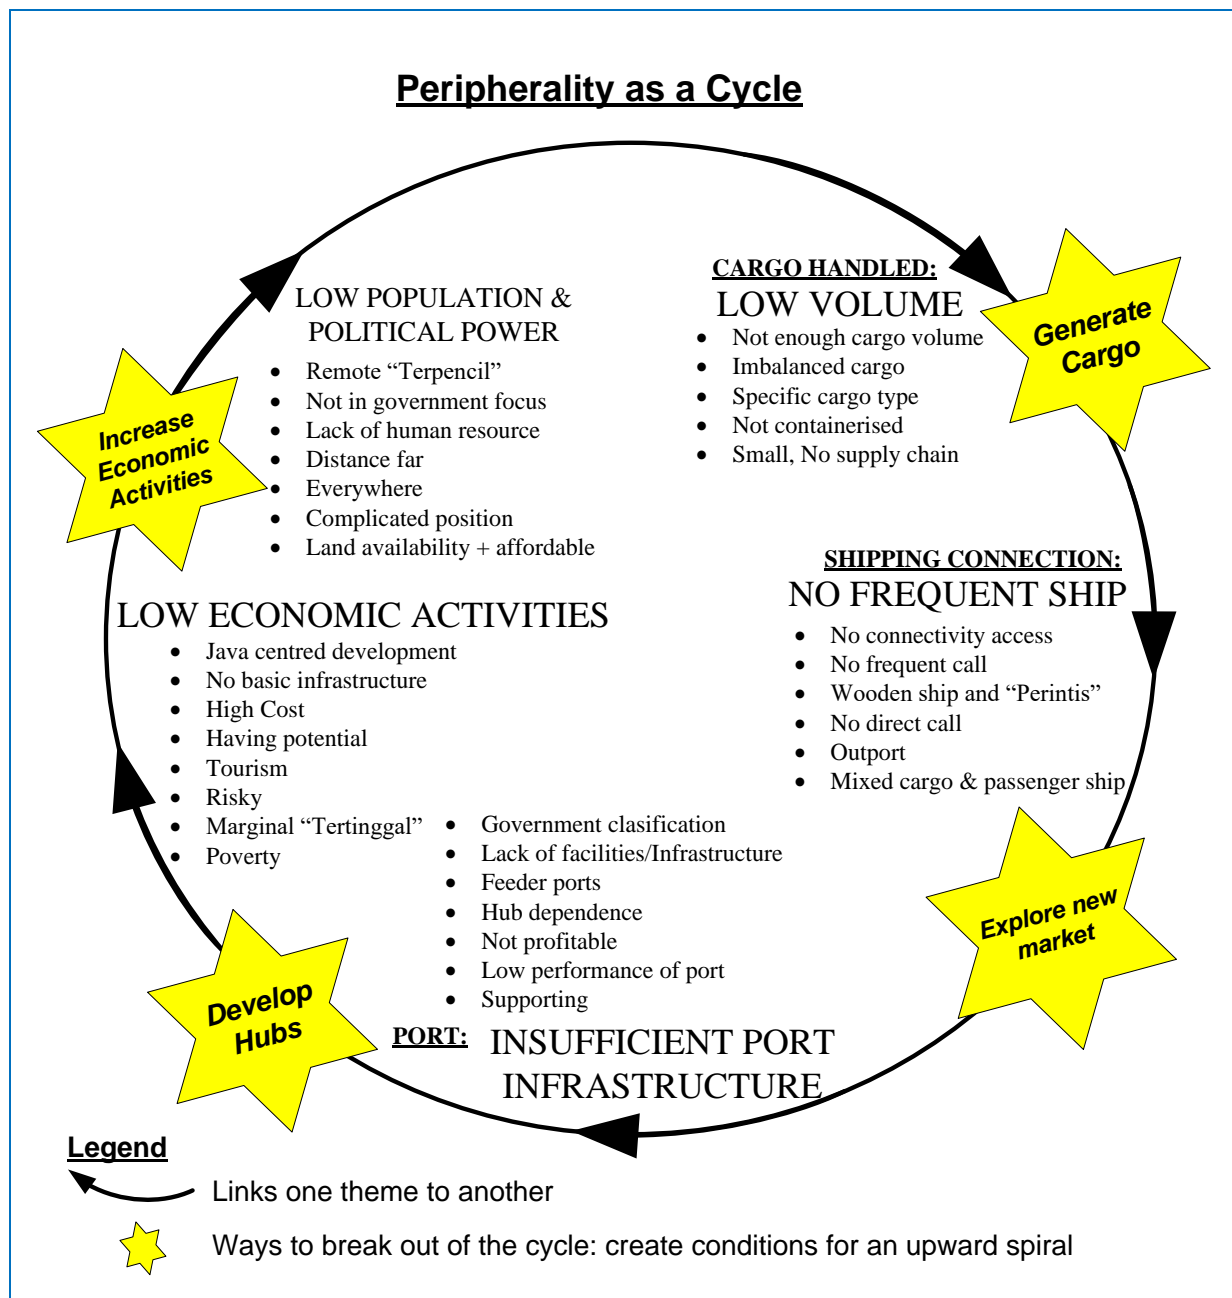 Peripherality as a Cycle
LOW POPULATION &
POLITICAL POWER
• Remote “Terpencil”
• Not in government focus
• Lack of human resource
• Distance far
• Everywhere
• Complicated position
• Land availability + affordable
CARGO HANDLED:
LOW VOLUME
• Not enough cargo volume
• Imbalanced cargo
• Specific cargo type
• Not containerised
• Small, No supply chain
Generate
Cargo
Increase
Economic
Activities
SHIPPING CONNECTION:
NO FREQUENT SHIP
• No connectivity access
• No frequent call
• Wooden ship and “Perintis”
• No direct call
• Outport
• Mixed cargo & passenger ship
LOW ECONOMIC ACTIVITIES
• Java centred development
• No basic infrastructure
• High Cost
• Having potential
• Tourism
• Risky
• Marginal “Tertinggal”
• Poverty
• Government clasification
• Lack of facilities/Infrastructure
• Feeder ports
• Hub dependence
• Not profitable
• Low performance of port
• Supporting
PORT: INSUFFICIENT PORT
INFRASTRUCTURE
Explore new
market
Develop
Hubs
Legend
Links one theme to another
Ways to break out of the cycle: create conditions for an upward spiral